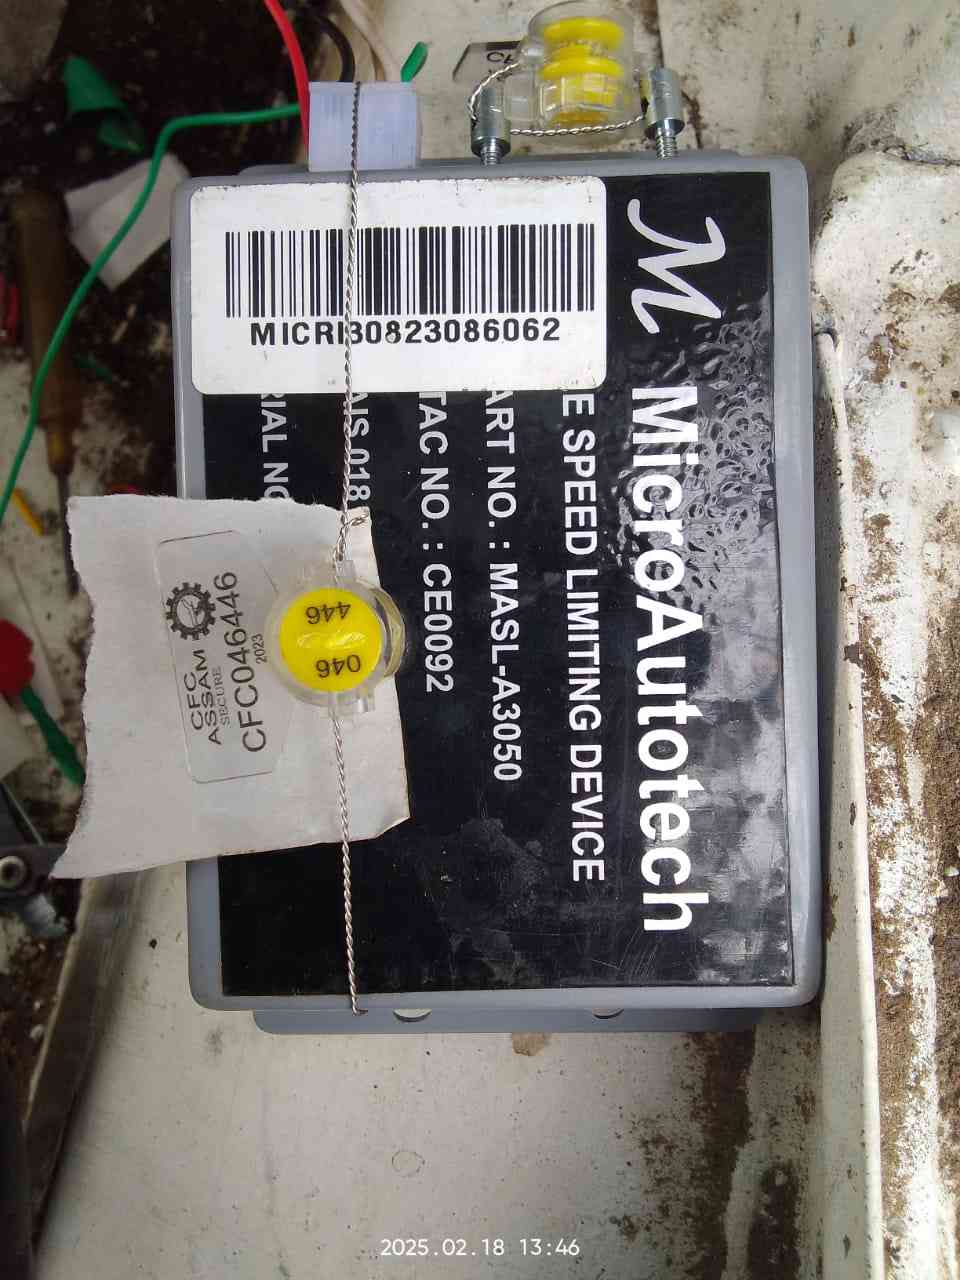 MICRI30823086062
M
MicroAutotech
E SPEED LIMITING DEVICE
ART NO. : MASL-A3050
TAC NO. : CE0092
AIS 018
RIAL NO
CFC
ASSAM
SECURE
CFC046446
2023
446
046
2025.02.18 13:46